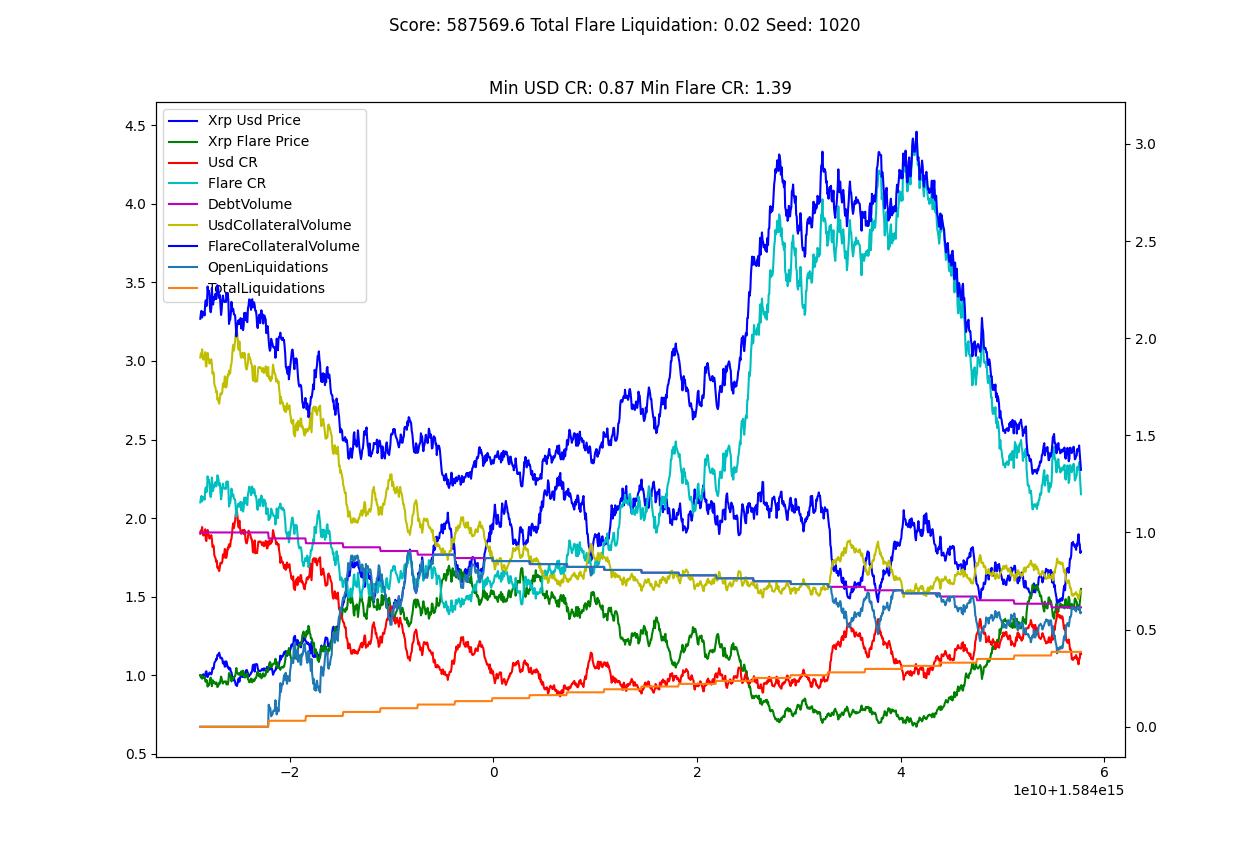 Score: 587569.6 Total Flare Liquidation: 0.02 Seed: 1020
Min USD CR: 0.87 Min Flare CR: 1.39
Xrp Usd Price
Xrp Flare Price
Usd CR
Flare CR
DebtVolume
UsdCollateralVolume
FlareCollateralVolume
OpenLiquidations
TotalLiquidations
4.5
4.0
3.5
3.0
2.5
2.0
1.5
1.0
0.5
3.0
2.5
2.0
1.5
1.0
0.5
0.0
−2
0
2
4
6
1e10+1.584e15